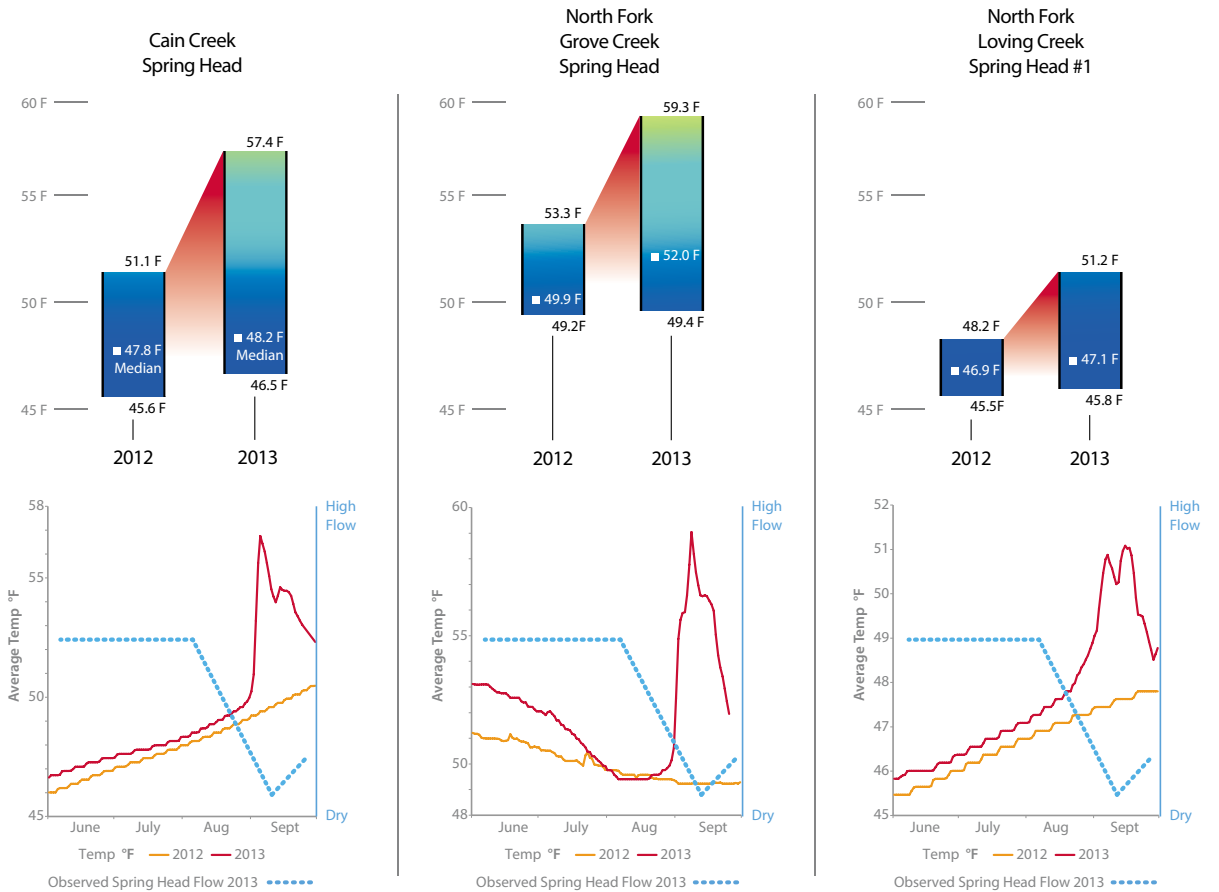 Cain Creek
Spring Head
60 F
55 F
50 F
45 F
57.4 F
51.1 F
47.8 F
Median
48.2 F
Median
45.6 F
46.5 F
2012
2013
58
55
50
45
Average Temp °F
High
Flow
Dry
June
July
Aug
Sept
Temp °F
2012
2013
Observed Spring Head Flow 2013
North Fork
Grove Creek
Spring Head
60 F
55 F
50 F
45 F
59.3 F
53.3 F
52.0 F
49.9 F
49.2F
49.4 F
2012
2013
60
55
50
48
Average Temp °F
High
Flow
Dry
June
July
Aug
Sept
Temp °F
2012
2013
Observed Spring Head Flow 2013
North Fork
Loving Creek
Spring Head #1
60 F
55 F
50 F
45 F
51.2 F
48.2 F
46.9 F
47.1 F
45.5F
45.8 F
2012
2013
52
51
50
49
48
47
46
45
Average Temp °F
High
Flow
Dry
June
July
Aug
Sept
Temp °F
2012
2013
Observed Spring Head Flow 2013